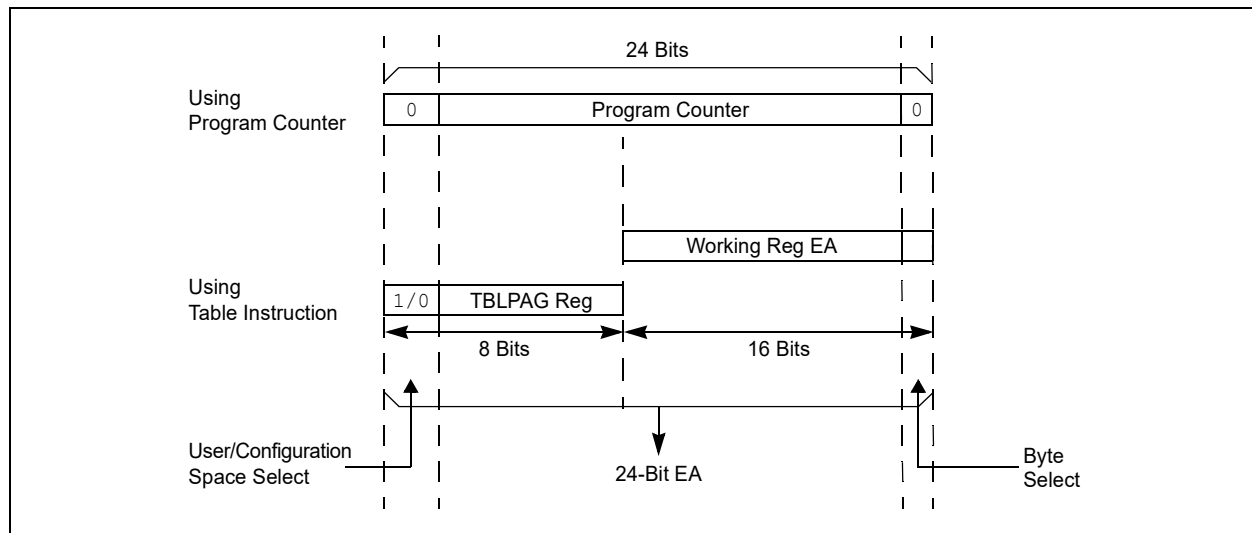 24 Bits
Using
Program Counter
0
Program Counter
0
Working Reg EA
Using
Table Instruction
1/0
TBLPAG Reg
8 Bits
16 Bits
User/Configuration
Space Select
24-Bit EA
Byte
Select